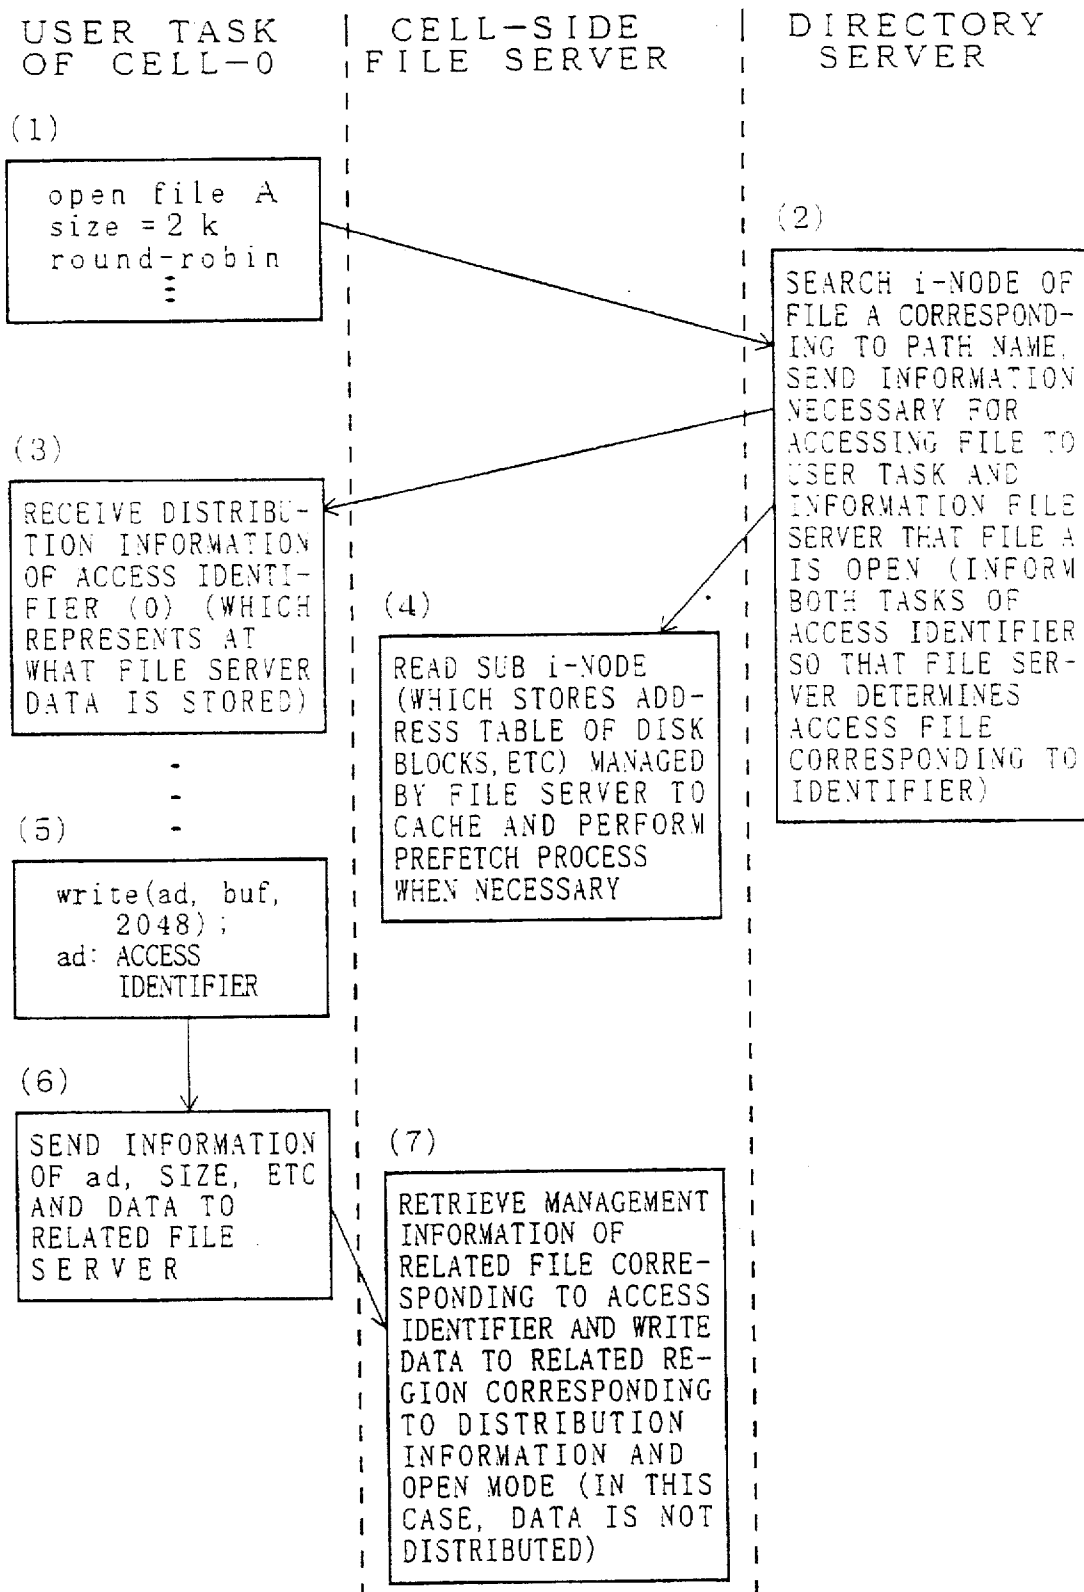 USER TASK
OF CELL-0
CELL-SIDE
FILE SERVER
DIRECTORY
SERVER
(1)
open file A
size = 2 k
round-robin
(2)
SEARCH i-NODE OF
FILE A CORRESPOND-
ING TO PATH NAME,
SEND INFORMATION
NECESSARY FOR
ACCESSING FILE TO
USER TASK AND
INFORMATION FILE
SERVER THAT FILE A
IS OPEN (INFORM
BOTH TASKS OF
ACCESS IDENTIFIER
SO THAT FILE SER-
VER DETERMINES
ACCESS FILE
CORRESPONDING TO
IDENTIFIER)
(3)
RECEIVE DISTRIBU-
TION INFORMATION
OF ACCESS IDENTI-
FIER (0) (WHICH
REPRESENTS AT
WHAT FILE SERVER
DATA IS STORED)
(4)
READ SUB i-NODE
(WHICH STORES ADD-
RESS TABLE OF DISK
BLOCKS, ETC) MANAGED
BY FILE SERVER TO
CACHE AND PERFORM
PREFETCH PROCESS
WHEN NECESSARY
(5)
write(ad, buf,
2048);
ad: ACCESS
IDENTIFIER
(6)
SEND INFORMATION
OF ad, SIZE, ETC
AND DATA TO
RELATED FILE
SERVER
(7)
RETRIEVE MANAGEMENT
INFORMATION OF
RELATED FILE CORRE-
SPONDING TO ACCESS
IDENTIFIER AND WRITE
DATA TO RELATED RE-
GION CORRESPONDING
TO DISTRIBUTION
INFORMATION AND
OPEN MODE (IN THIS
CASE, DATA IS NOT
DISTRIBUTED)